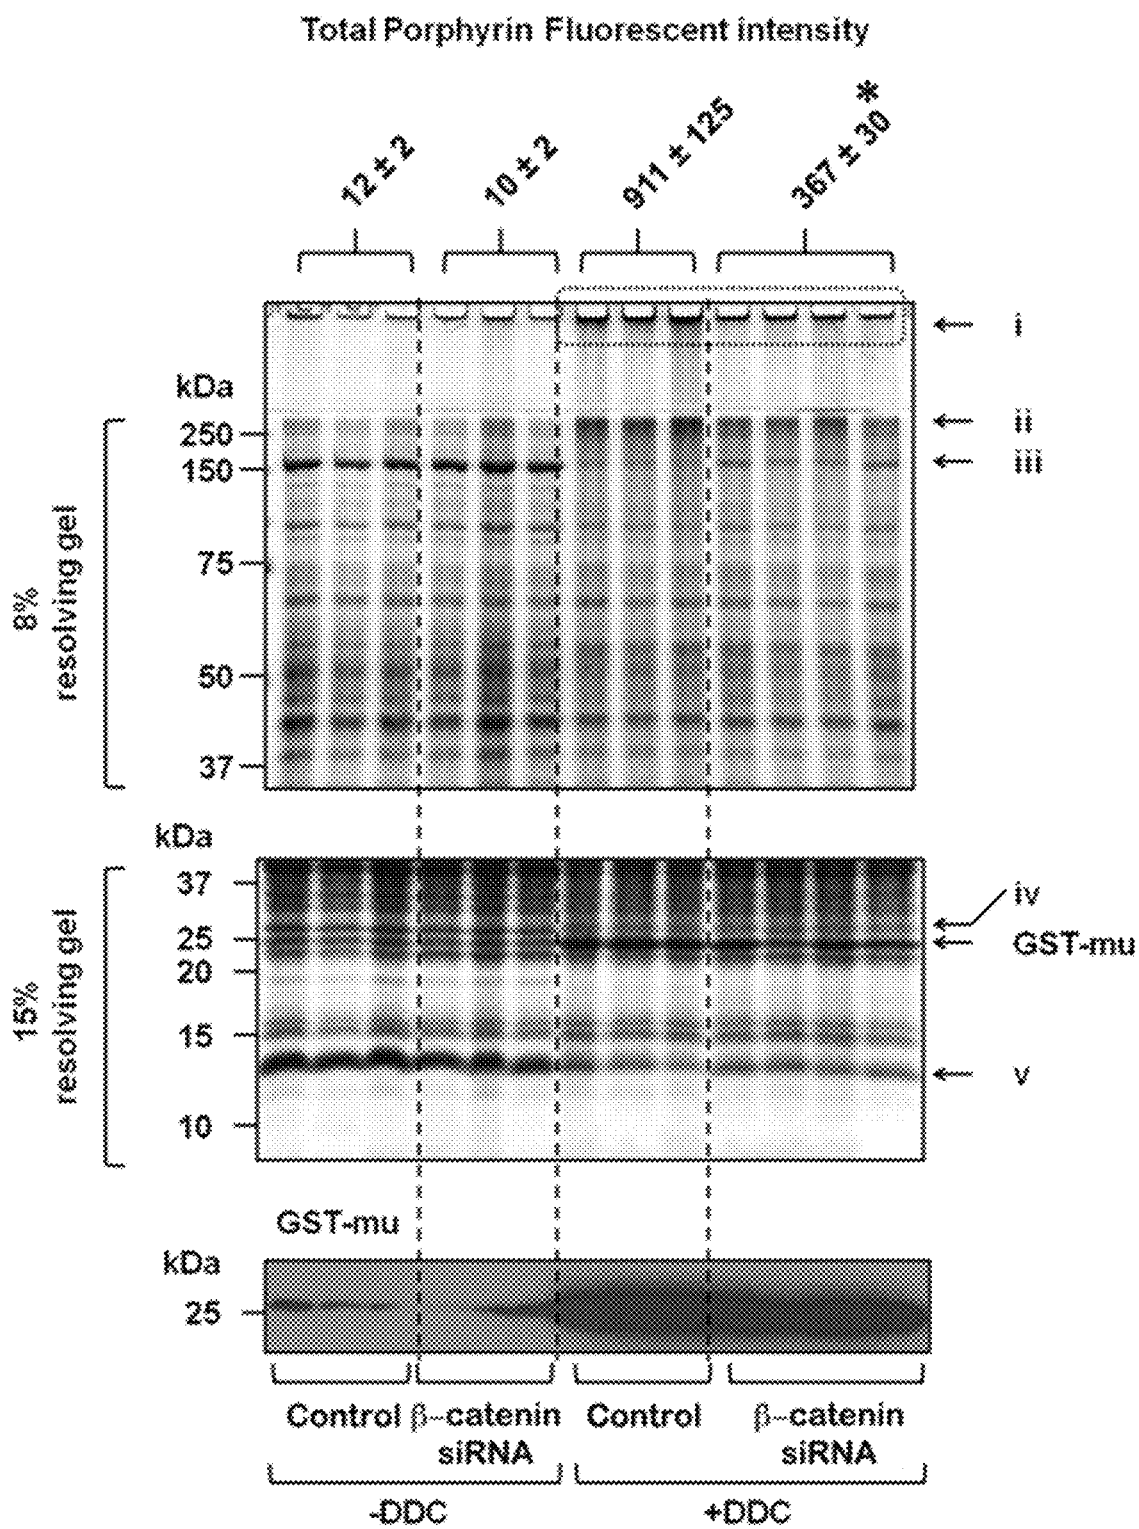 Total Porphyrin Fluorescent intensity
12 ± 2
10 ± 2
911 ± 125
367 ± 30 *
i
kDa
250
ii
150
iii
75
50
37
8%
resolving gel
kDa
37
iv
25
GST-mu
20
15
v
10
15%
resolving gel
GST-mu
kDa
25
Control β-catenin siRNA Control β-catenin siRNA
-DDC +DDC